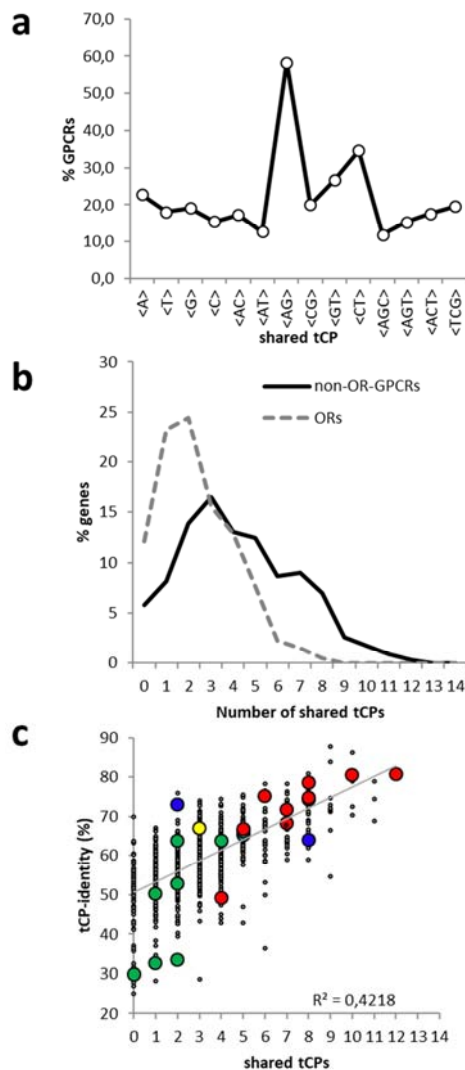 a
% GPCRs
70,0
60,0
50,0
40,0
30,0
20,0
10,0
0,0
<A>
<T>
<G>
<C>
<AC>
<AT>
<AG>
<CG>
<GT>
<CT>
<AGC>
<AGT>
<ACT>
<TCG>
shared tCP
b
% genes
30
25
20
15
10
5
0
non-OR-GPCRs
ORs
0 1 2 3 4 5 6 7 8 9 10 11 12 13 14
Number of shared tCPs
c
tCP-identity (%)
90
80
70
60
50
40
30
20
R² = 0,4218
0 1 2 3 4 5 6 7 8 9 10 11 12 13 14
shared tCPs